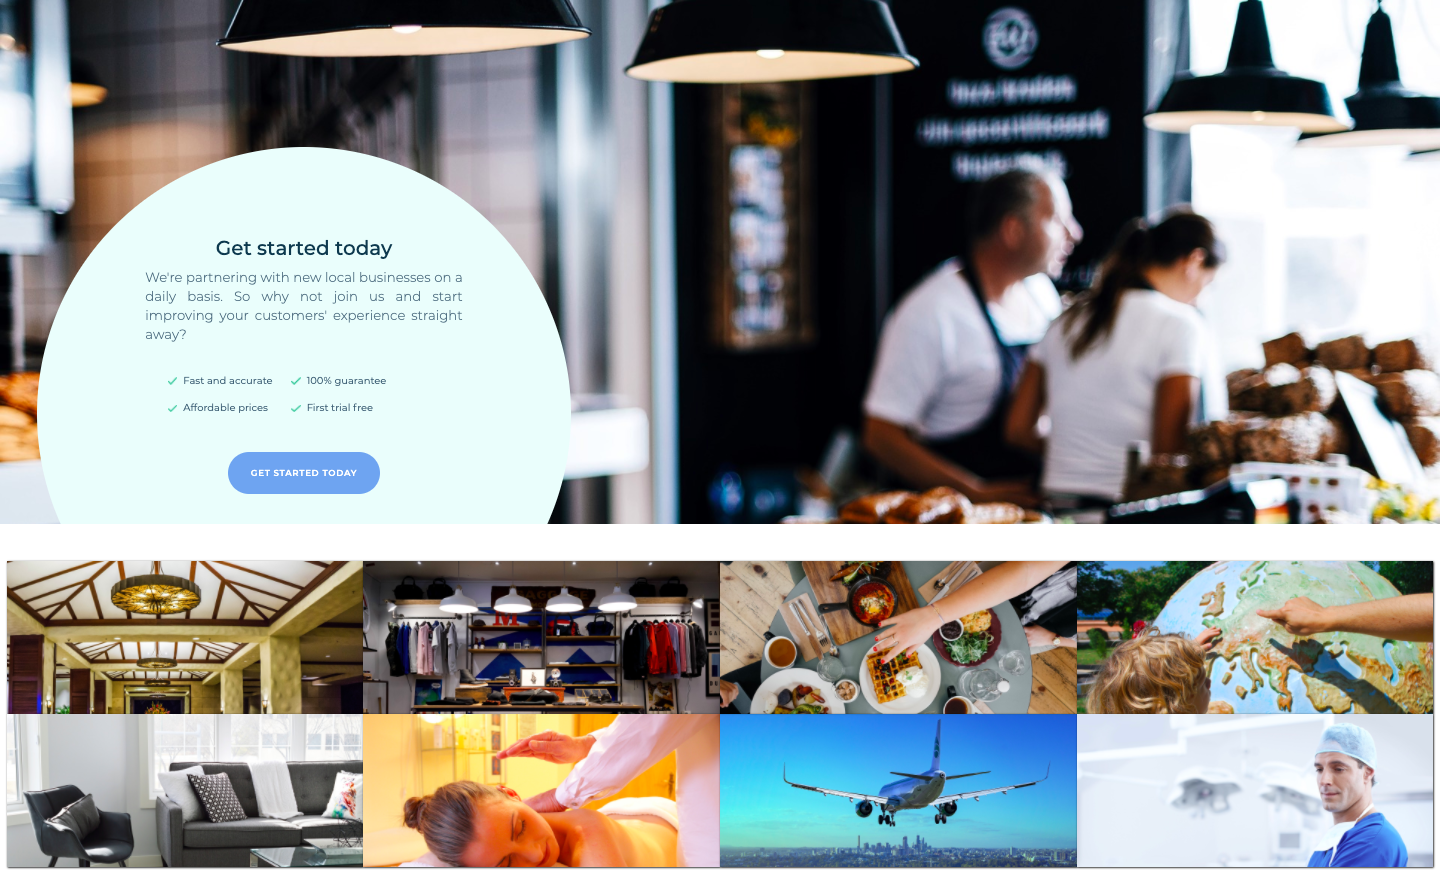 Get started today
We're partnering with new local businesses on a
daily basis. So why not join us and start
improving your customers' experience straight
away?
Fast and accurate
100% guarantee
Affordable prices
First trial free
GET STARTED TODAY